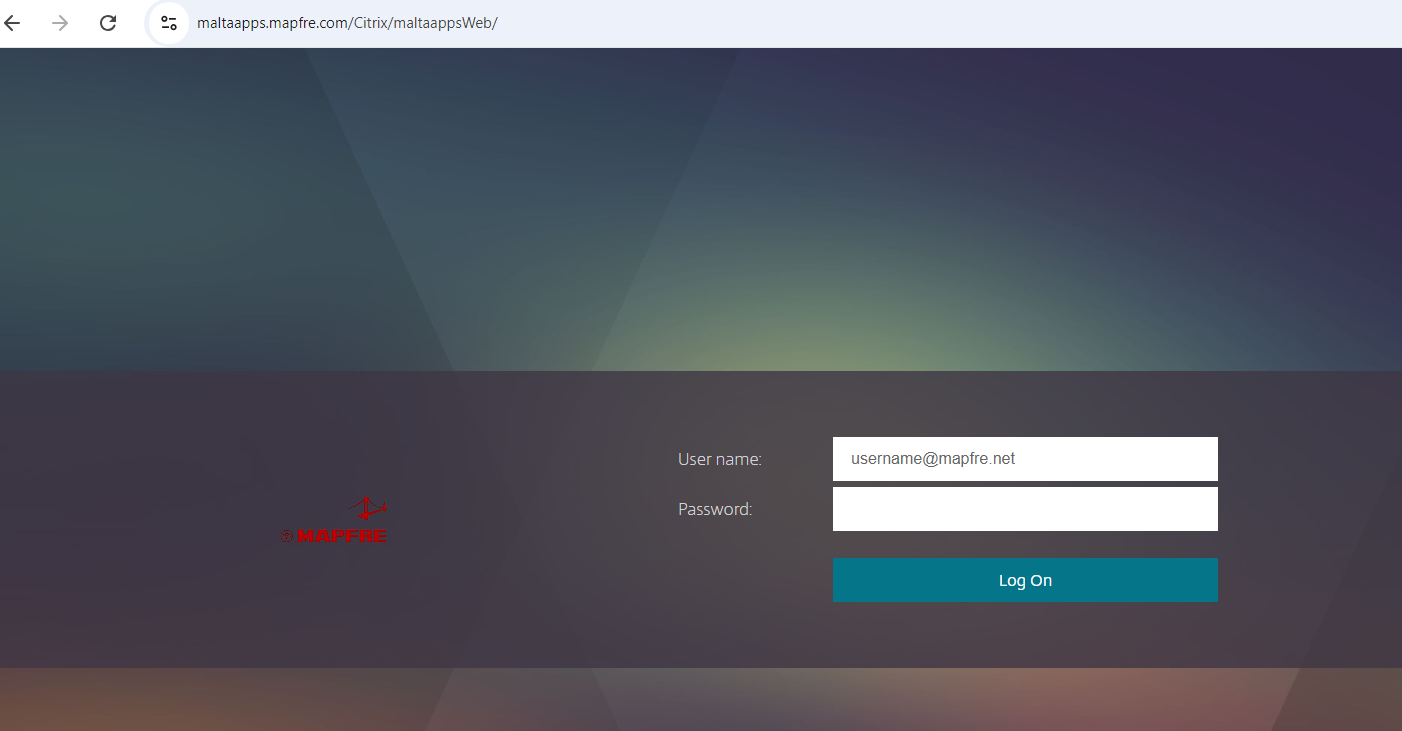 maltaapps.mapfre.com/Citrix/maltaappsWeb/
User name:
username@mapfre.net
Password:
MAPFRE
Log On